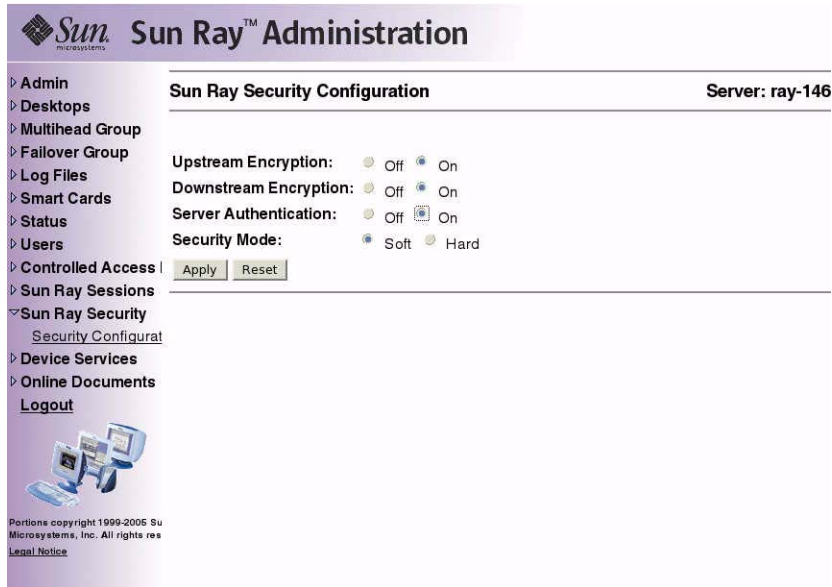 Sun microsystems
Sun Ray™ Administration
Admin
Desktops
Multihead Group
Failover Group
Log Files
Smart Cards
Status
Users
Controlled Access
Sun Ray Sessions
Sun Ray Security
Security Configurat
Device Services
Online Documents
Logout
Portions copyright 1999-2005 Su
Microsystems, Inc. All rights res
Legal Notice
Sun Ray Security Configuration Server: ray-146
Upstream Encryption: Off On
Downstream Encryption: Off On
Server Authentication: Off On
Security Mode: Soft Hard
Apply Reset